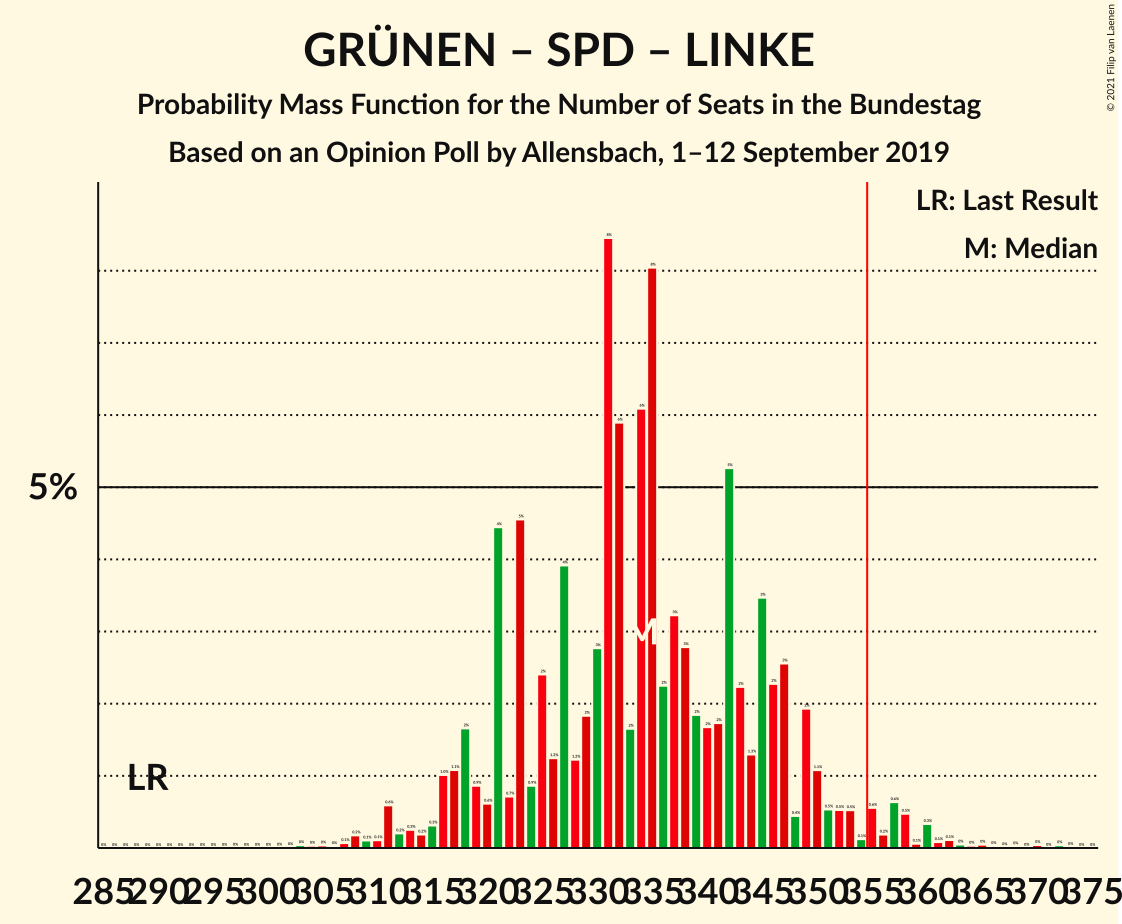 © 2021 Filip van Laenen
GRÜNEN – SPD – LINKE
Probability Mass Function for the Number of Seats in the Bundestag
Based on an Opinion Poll by Allensbach, 1–12 September 2019
LR: Last Result
M: Median
5%
M
LR
285 290 295 300 305 310 315 320 325 330 335 340 345 350 355 360 365 370 375